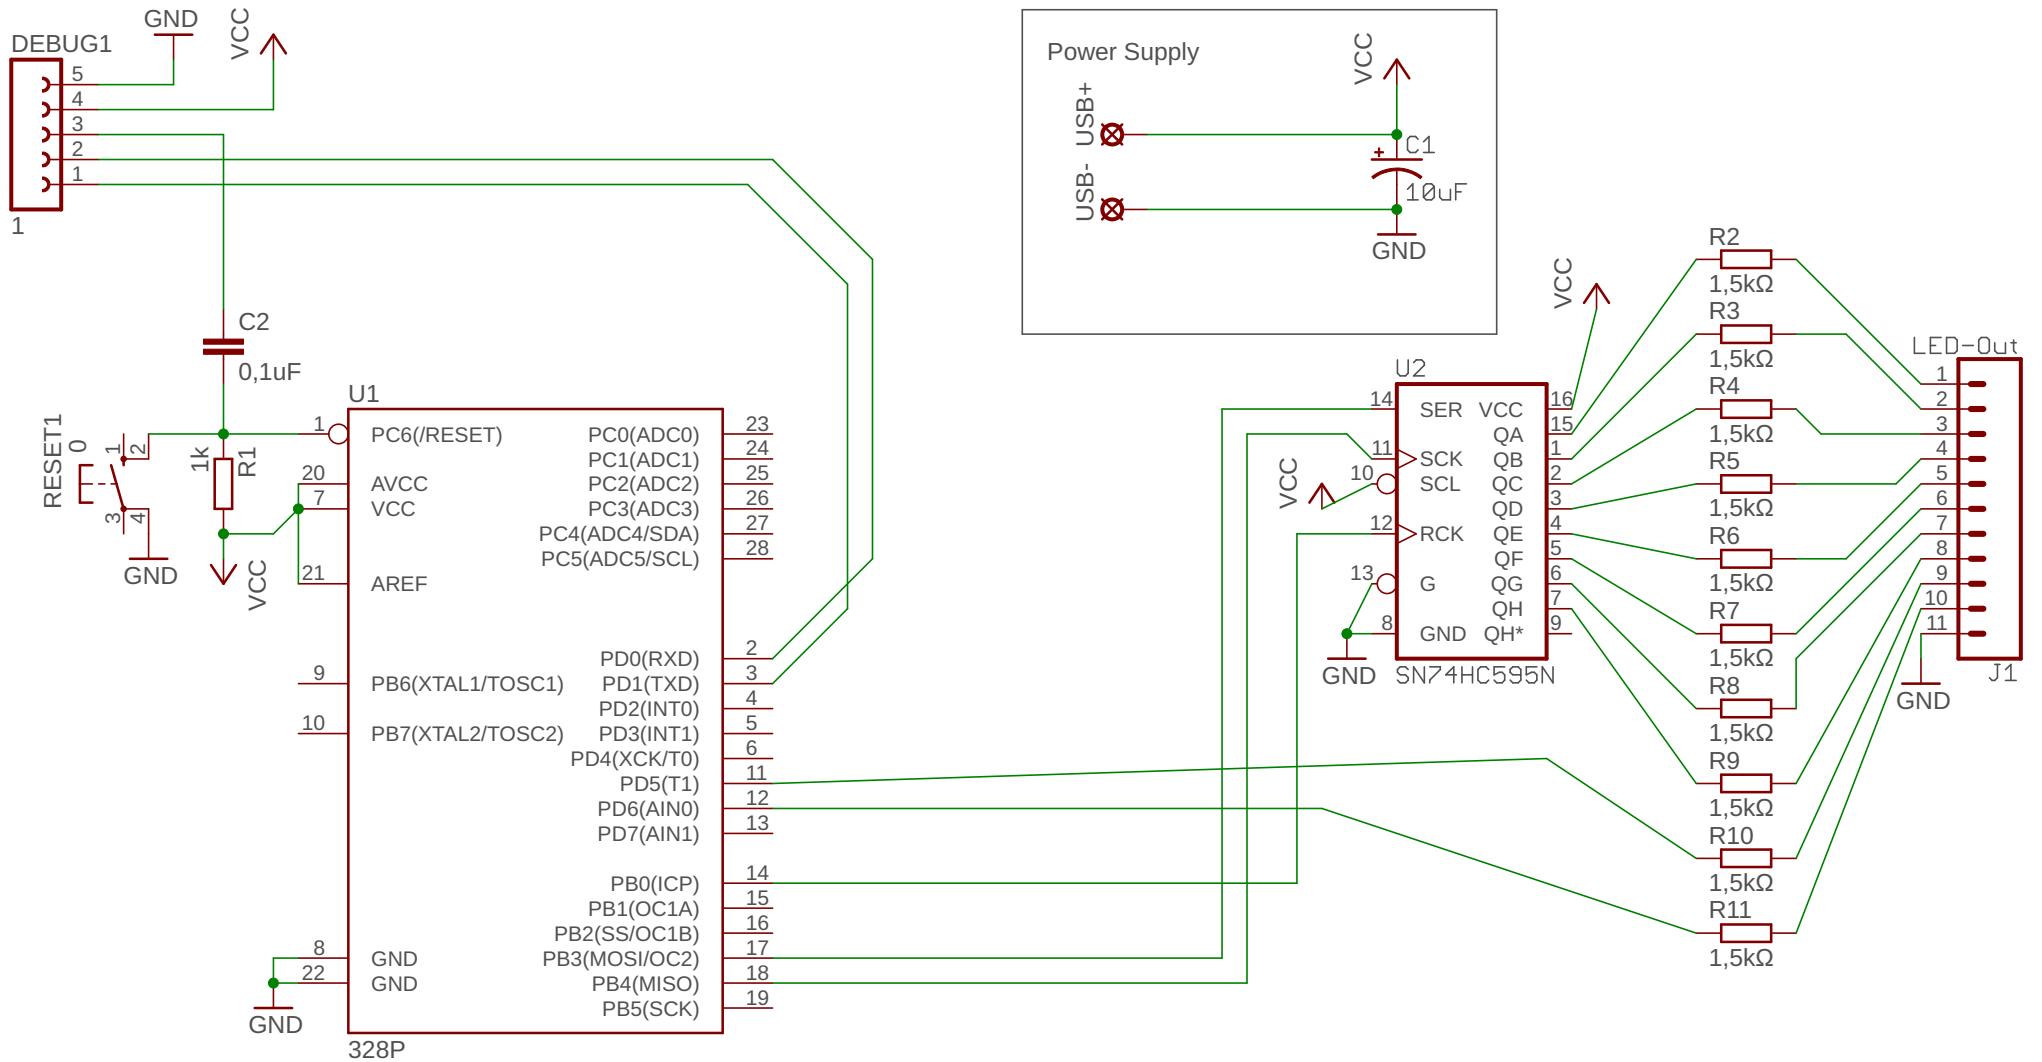 GND
VCC
DEBUG1
5
4
3
2
1
1
Power Supply
VCC
USB+
C1
+
10uF
USB-
GND
C2
0,1uF
RESET1
0
1
2
3
4
GND
1k
R1
VCC
U1
1 PC6(/RESET)
20 AVCC
7 VCC
21 AREF
9 PB6(XTAL1/TOSC1)
10 PB7(XTAL2/TOSC2)
8 GND
22 GND
GND
PC0(ADC0) 23
PC1(ADC1) 24
PC2(ADC2) 25
PC3(ADC3) 26
PC4(ADC4/SDA) 27
PC5(ADC5/SCL) 28
PD0(RXD) 2
PD1(TXD) 3
PD2(INT0) 4
PD3(INT1) 5
PD4(XCK/T0) 6
PD5(T1) 11
PD6(AIN0) 12
PD7(AIN1) 13
PB0(ICP) 14
PB1(OC1A) 15
PB2(SS/OC1B) 16
PB3(MOSI/OC2) 17
PB4(MISO) 18
PB5(SCK) 19
328P
VCC
U2
14 SER VCC 16
QA 15
11 SCK QB 1
VCC
10 SCL QC 2
QD 3
12 RCK QE 4
QF 5
13 G QG 6
QH 7
8 GND QH* 9
GND
SN74HC595N
R2
1,5kΩ
R3
1,5kΩ
R4
1,5kΩ
R5
1,5kΩ
R6
1,5kΩ
R7
1,5kΩ
R8
1,5kΩ
R9
1,5kΩ
R10
1,5kΩ
R11
1,5kΩ
LED-Out
1
2
3
4
5
6
7
8
9
10
11
J1
GND